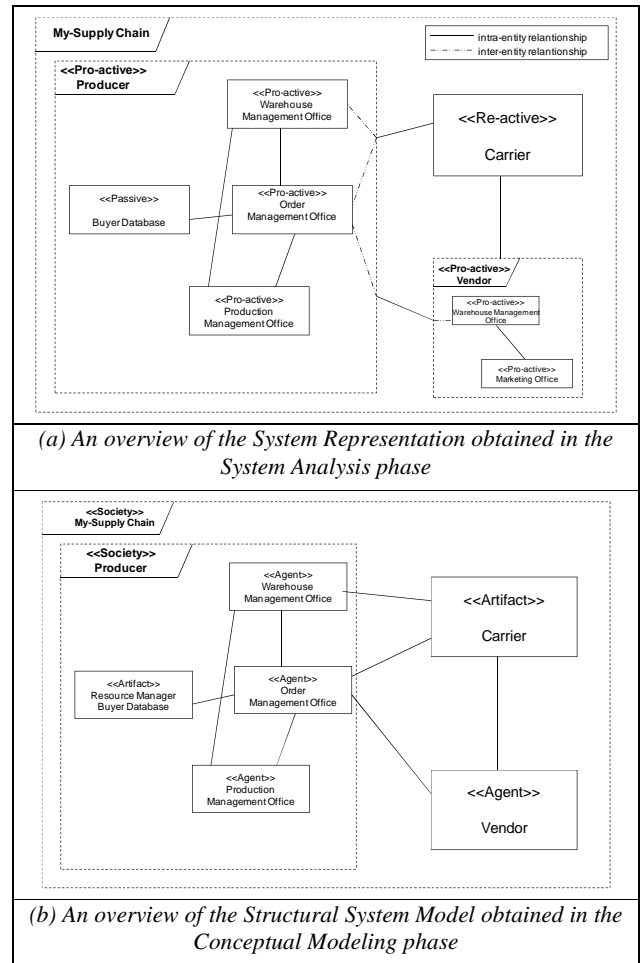 My-Supply Chain
intra-entity relantionship
inter-entity relantionship
<<Pro-active>>
Producer
<<Pro-active>>
Warehouse
Management Office
<<Re-active>>
Carrier
<<Passive>>
Buyer Database
<<Pro-active>>
Order
Management Office
<<Pro-active>>
Production
Management Office
<<Pro-active>>
Vendor
<<Pro-active>>
Warehouse Management
Office
<<Pro-active>>
Marketing Office
(a) An overview of the System Representation obtained in the
System Analysis phase
<<Society>>
My-Supply Chain
<<Society>>
Producer
<<Agent>>
Warehouse
Management Office
<<Artifact>>
Carrier
<<Artifact>>
Resource Manager
Buyer Database
<<Agent>>
Order
Management Office
<<Agent>>
Production
Management Office
<<Agent>>
Vendor
(b) An overview of the Structural System Model obtained in the
Conceptual Modeling phase